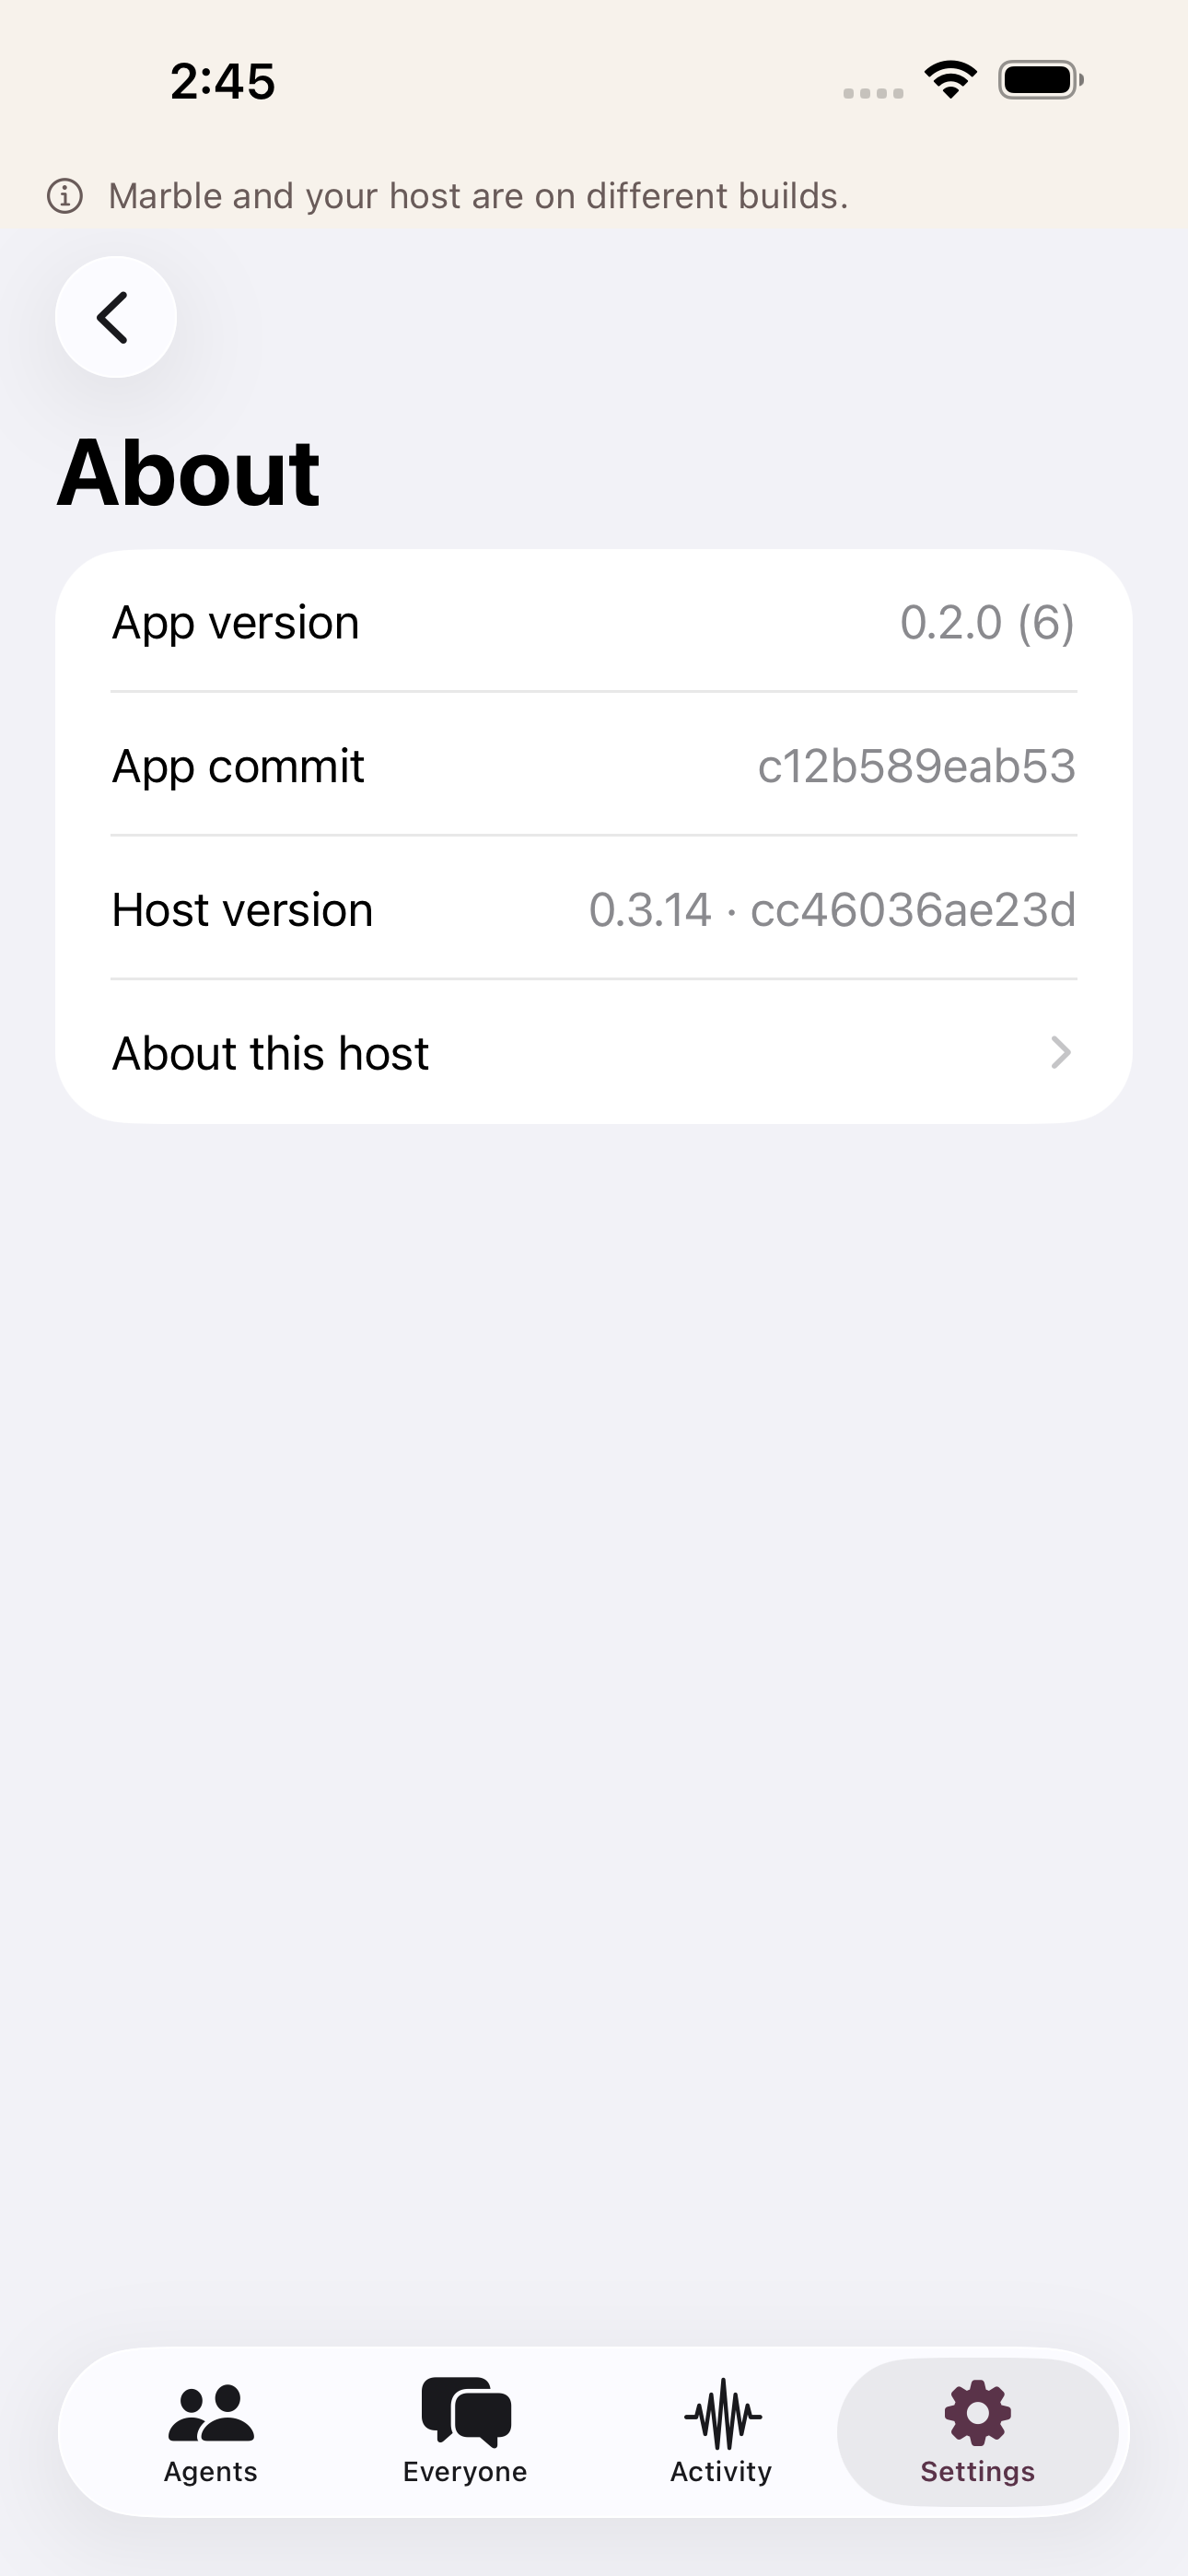 2:45
Marble and your host are on different builds.
About
App version 0.2.0 (6)
App commit c12b589eab53
Host version 0.3.14 · cc46036ae23d
About this host
Agents Everyone Activity Settings